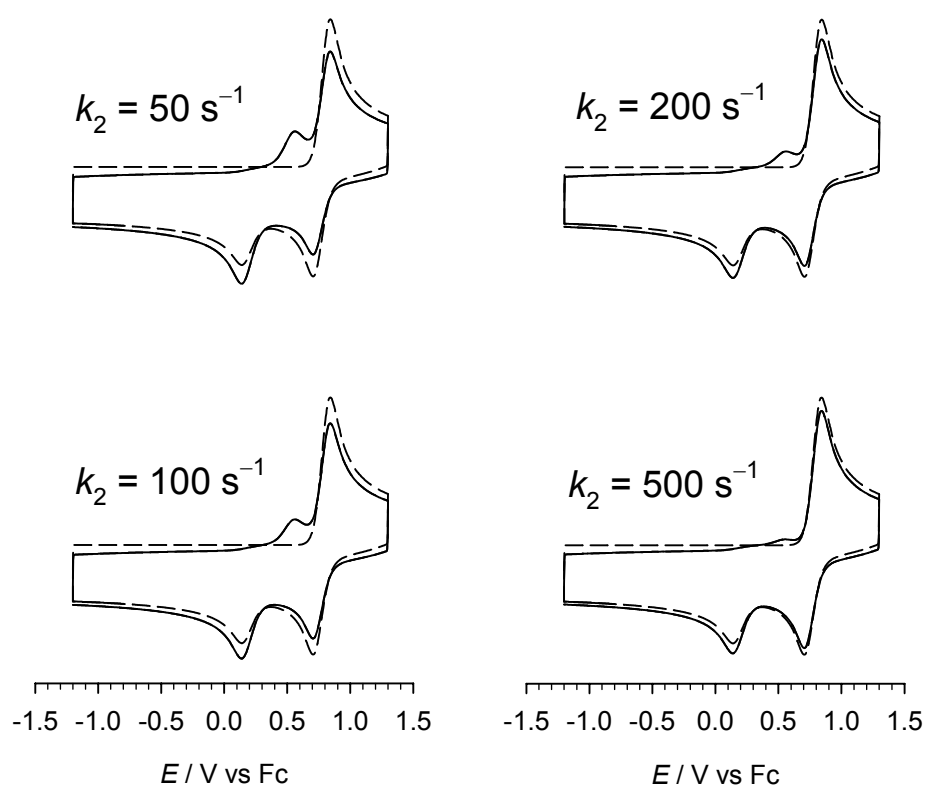 k₂ = 50 s⁻¹
k₂ = 200 s⁻¹
k₂ = 100 s⁻¹
k₂ = 500 s⁻¹
-1.5 -1.0 -0.5 0.0 0.5 1.0 1.5
-1.5 -1.0 -0.5 0.0 0.5 1.0 1.5
E / V vs Fc
E / V vs Fc